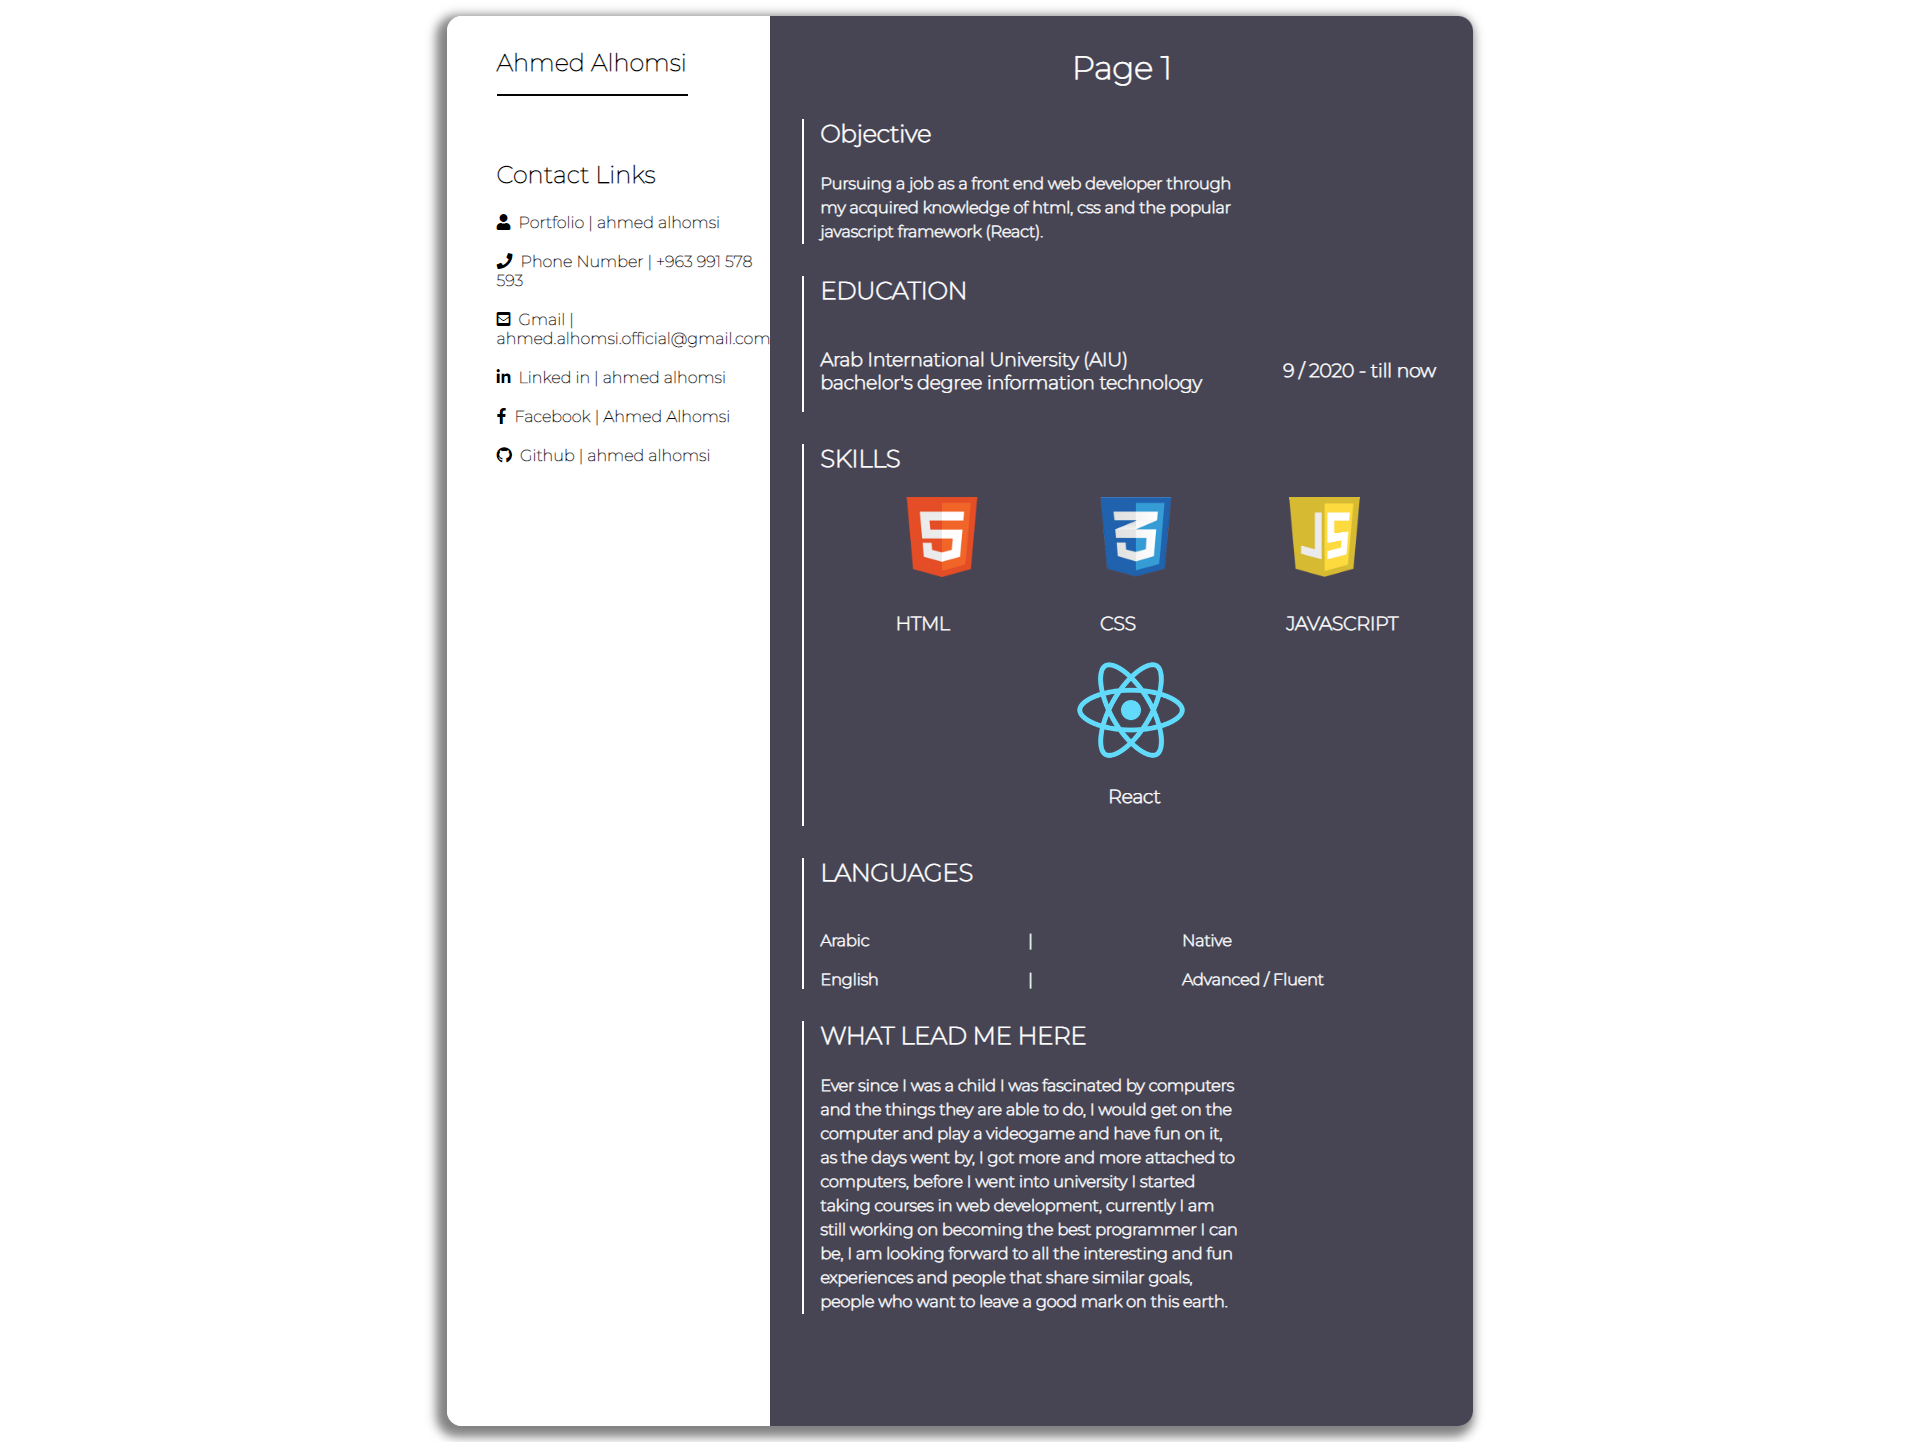 Ahmed Alhomsi
Contact Links
Portfolio | ahmed alhomsi
Phone Number | +963 991 578
593
Gmail |
ahmed.alhomsi.official@gmail.com
Linked in | ahmed alhomsi
Facebook | Ahmed Alhomsi
Github | ahmed alhomsi
Page 1
Objective
Pursuing a job as a front end web developer through
my acquired knowledge of html, css and the popular
javascript framework (React).
EDUCATION
Arab International University (AIU)
bachelor's degree information technology
9 / 2020 - till now
SKILLS
5 3 JS
HTML CSS JAVASCRIPT
React
LANGUAGES
Arabic | Native
English | Advanced / Fluent
WHAT LEAD ME HERE
Ever since I was a child I was fascinated by computers
and the things they are able to do, I would get on the
computer and play a videogame and have fun on it,
as the days went by, I got more and more attached to
computers, before I went into university I started
taking courses in web development, currently I am
still working on becoming the best programmer I can
be, I am looking forward to all the interesting and fun
experiences and people that share similar goals,
people who want to leave a good mark on this earth.